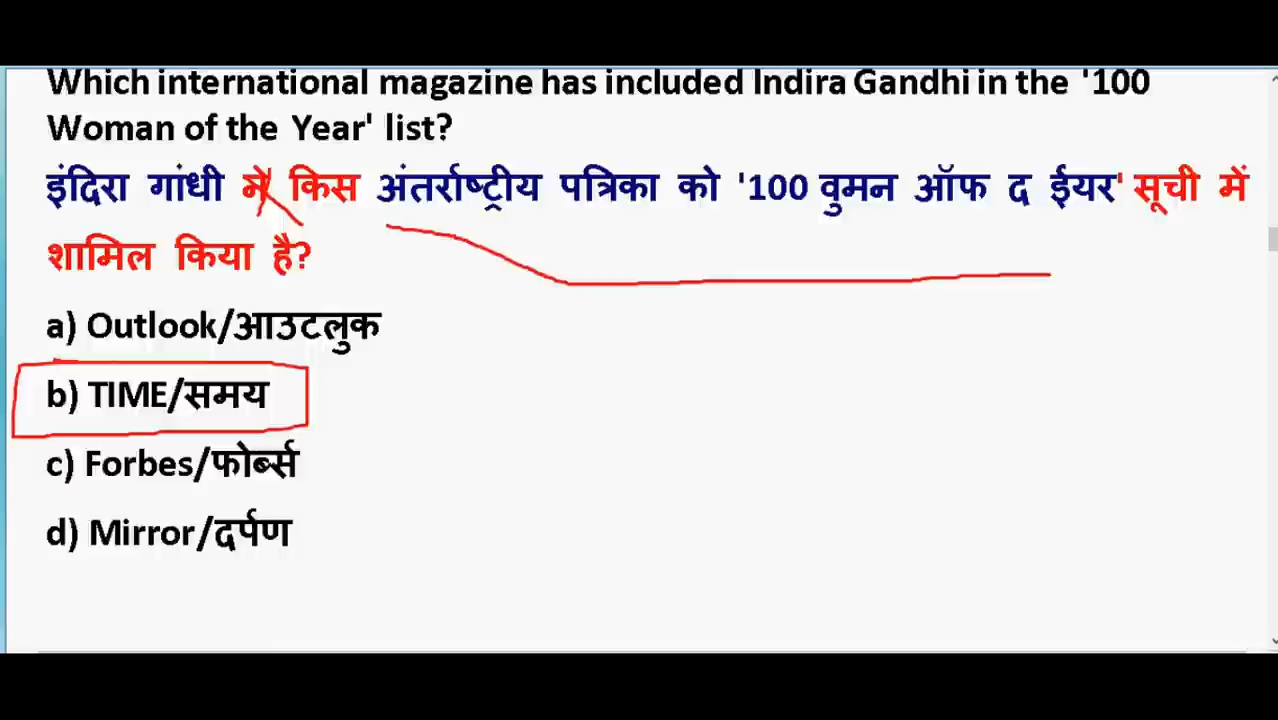 Which international magazine has included Indira Gandhi in the '100
Woman of the Year' list?
इंदिरा गांधी में किस अंतर्राष्ट्रीय पत्रिका को '100 वुमन ऑफ द ईयर' सूची में
शामिल किया है?
a) Outlook/आउटलुक
b) TIME/समय
c) Forbes/फोर्ब्स
d) Mirror/दर्पण